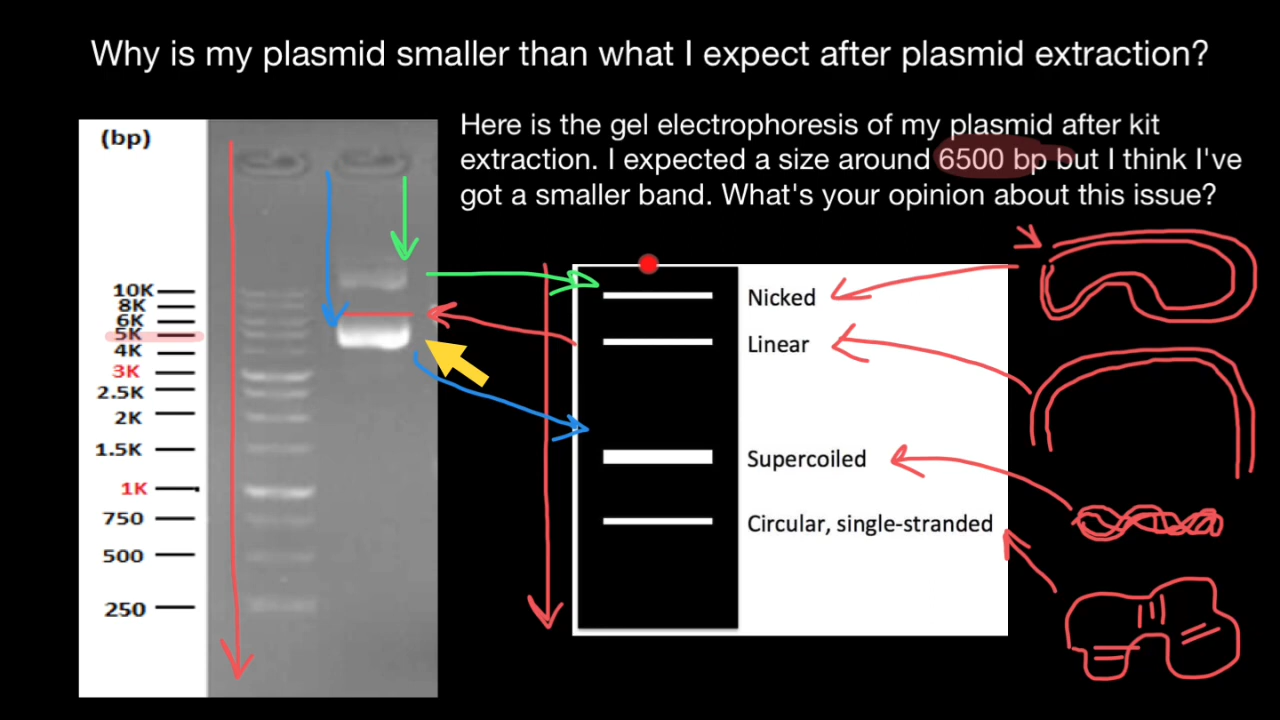 Why is my plasmid smaller than what I expect after plasmid extraction?
Here is the gel electrophoresis of my plasmid after kit
extraction. I expected a size around 6500 bp but I think I've
got a smaller band. What's your opinion about this issue?
(bp)
10K
8K
6K
5K
4K
3K
2.5K
2K
1.5K
1K
750
500
250
Nicked
Linear
Supercoiled
Circular, single-stranded